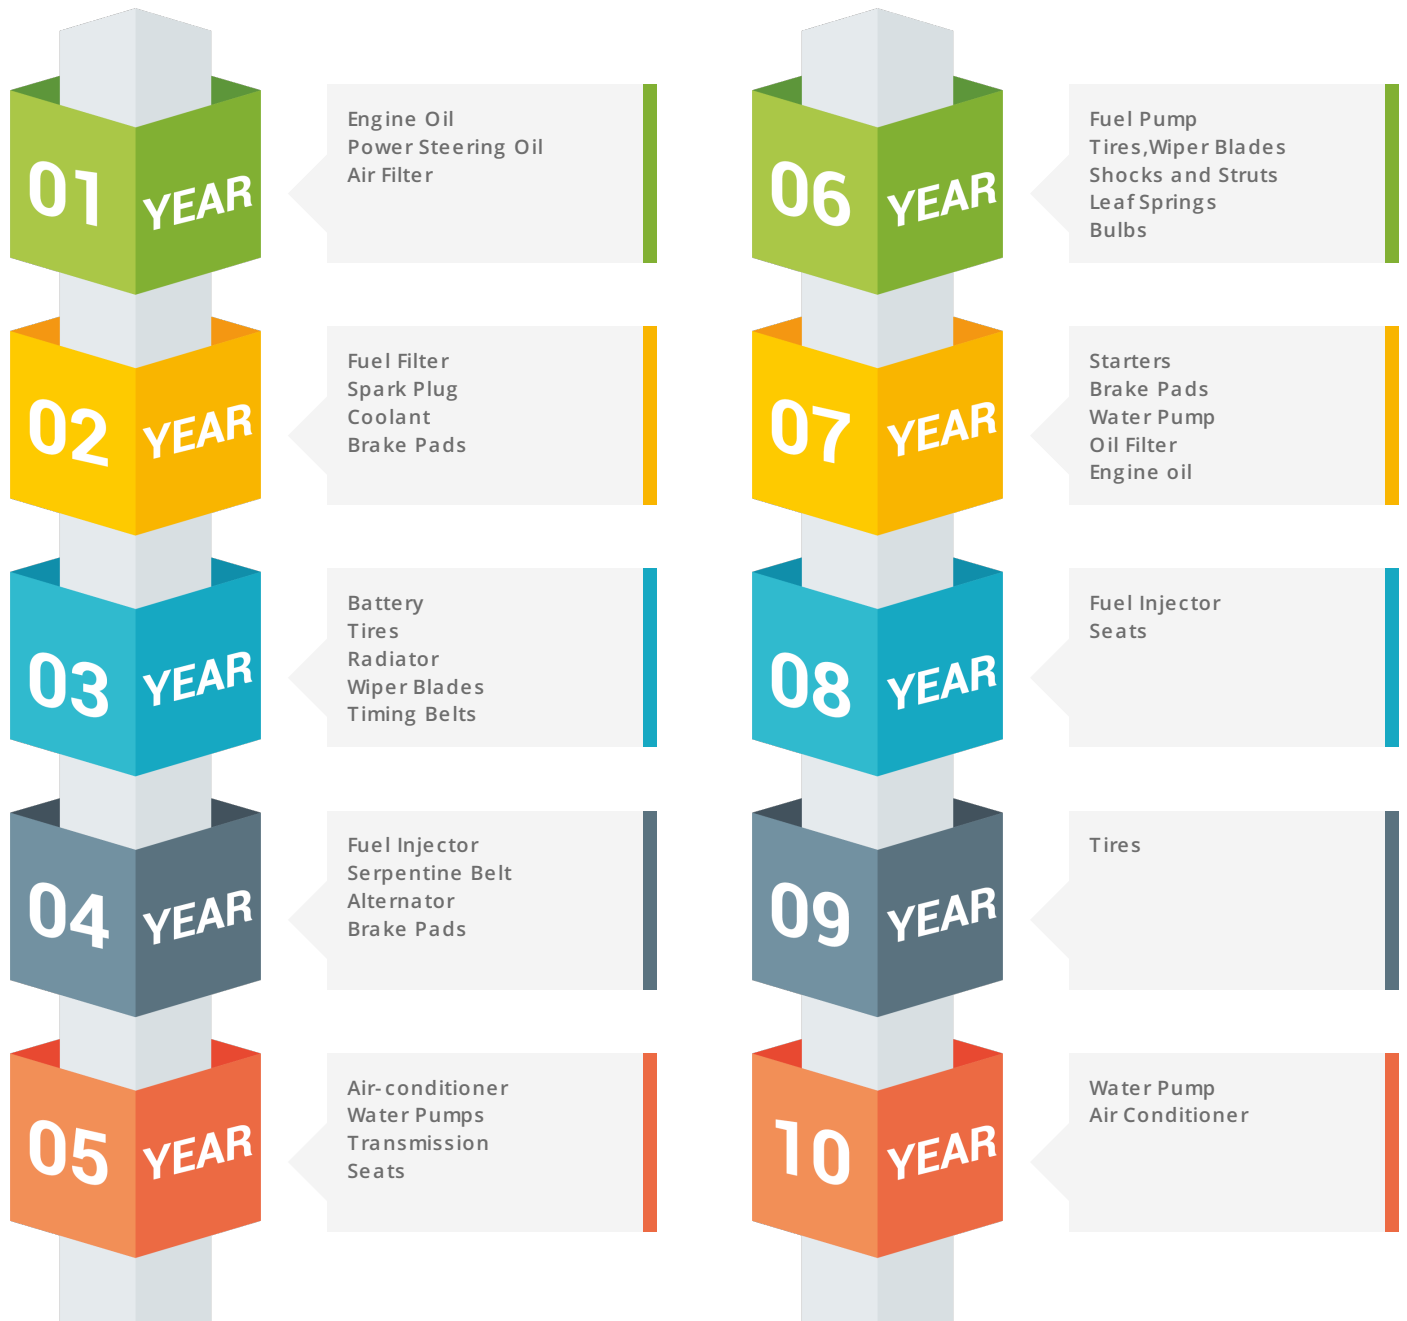 01 YEAR
Engine Oil
Power Steering Oil
Air Filter
02 YEAR
Fuel Filter
Spark Plug
Coolant
Brake Pads
03 YEAR
Battery
Tires
Radiator
Wiper Blades
Timing Belts
04 YEAR
Fuel Injector
Serpentine Belt
Alternator
Brake Pads
05 YEAR
Air-conditioner
Water Pumps
Transmission
Seats
06 YEAR
Fuel Pump
Tires,Wiper Blades
Shocks and Struts
Leaf Springs
Bulbs
07 YEAR
Starters
Brake Pads
Water Pump
Oil Filter
Engine oil
08 YEAR
Fuel Injector
Seats
09 YEAR
Tires
10 YEAR
Water Pump
Air Conditioner